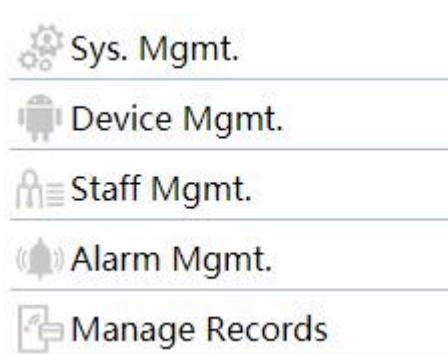 Sys. Mgmt.
Device Mgmt.
Staff Mgmt.
Alarm Mgmt.
Manage Records